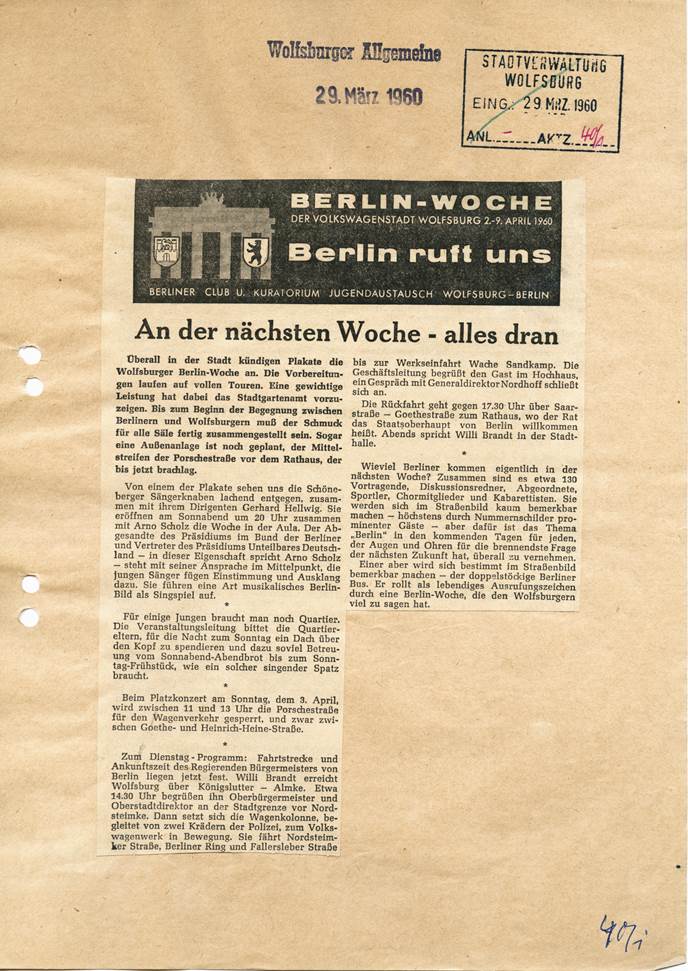 Wolfsburger Allgemeine
29. März 1960
STADTVERWALTUNG
WOLFSBURG
EING.: 29 MRZ. 1960
ANL. – AKTZ. 40/1
BERLIN-WOCHE
DER VOLKSWAGENSTADT WOLFSBURG 2.-9. APRIL 1960
Berlin ruft uns
BERLINER CLUB U. KURATORIUM JUGENDAUSTAUSCH WOLFSBURG–BERLIN
An der nächsten Woche - alles dran
Überall in der Stadt kündigen Plakate die
Wolfsburger Berlin-Woche an. Die Vorbereitun-
gen laufen auf vollen Touren. Eine gewichtige
Leistung hat dabei das Stadtgartenamt vorzu-
zeigen. Bis zum Beginn der Begegnung zwischen
Berlinern und Wolfsburgern muß der Schmuck
für alle Säle fertig zusammengestellt sein. Sogar
eine Außenanlage ist noch geplant, der Mittel-
streifen der Porschestraße vor dem Rathaus, der
bis jetzt brachlag.
Von einem der Plakate sehen uns die Schöne-
berger Sängerknaben lachend entgegen, zusam-
men mit ihrem Dirigenten Gerhard Hellwig. Sie
eröffnen am Sonnabend um 20 Uhr zusammen
mit Arno Scholz die Woche in der Aula. Der Ab-
gesandte des Präsidiums im Bund der Berliner
und Vertreter des Präsidiums Unteilbares Deutsch-
land – in dieser Eigenschaft spricht Arno Scholz
– steht mit seiner Ansprache im Mittelpunkt, die
jungen Sänger fügen Einstimmung und Ausklang
dazu. Sie führen eine Art musikalisches Berlin-
Bild als Singspiel auf.
*
Für einige Jungen braucht man noch Quartier.
Die Veranstaltungsleitung bittet die Quartier-
eltern, für die Nacht zum Sonntag ein Dach über
den Kopf zu spendieren und dazu soviel Betreu-
ung vom Sonnabend-Abendbrot bis zum Sonn-
tag-Frühstück, wie ein solcher singender Spatz
braucht.
*
Beim Platzkonzert am Sonntag, dem 3. April,
wird zwischen 11 und 13 Uhr die Porschestraße
für den Wagenverkehr gesperrt, und zwar zwi-
schen Goethe- und Heinrich-Heine-Straße.
*
Zum Dienstag-Programm: Fahrtstrecke und
Ankunftszeit des Regierenden Bürgermeisters von
Berlin liegen jetzt fest. Willi Brandt erreicht
Wolfsburg über Königslutter – Almke. Etwa
14.30 Uhr begrüßen ihn Oberbürgermeister und
Oberstadtdirektor an der Stadtgrenze vor Nord-
steimke. Dann setzt sich die Wagenkolonne, be-
gleitet von zwei Krädern der Polizei, zum Volks-
wagenwerk in Bewegung. Sie fährt Nordsteim-
ker Straße, Berliner Ring und Fallersleber Straße
bis zur Werkseinfahrt Wache Sandkamp. Die
Geschäftsleitung begrüßt den Gast im Hochhaus,
ein Gespräch mit Generaldirektor Nordhoff schließt
sich an.
Die Rückfahrt geht gegen 17.30 Uhr über Saar-
straße – Goethestraße zum Rathaus, wo der Rat
das Staatsoberhaupt von Berlin willkommen
heißt. Abends spricht Willi Brandt in der Stadt-
halle.
*
Wieviel Berliner kommen eigentlich in der
nächsten Woche? Zusammen sind es etwa 130
Vortragende, Diskussionsredner, Abgeordnete,
Sportler, Chormitglieder und Kabarettisten. Sie
werden sich im Straßenbild kaum bemerkbar
machen – höchstens durch Nummernschilder pro-
minenter Gäste – aber dafür ist das Thema
„Berlin" in den kommenden Tagen für jeden,
der Augen und Ohren für die brennendste Frage
der nächsten Zukunft hat, überall zu vernehmen.
Einer aber wird sich bestimmt im Straßenbild
bemerkbar machen – der doppelstöckige Berliner
Bus. Er rollt als lebendiges Ausrufungszeichen
durch eine Berlin-Woche, die den Wolfsburgern
viel zu sagen hat.
40/1